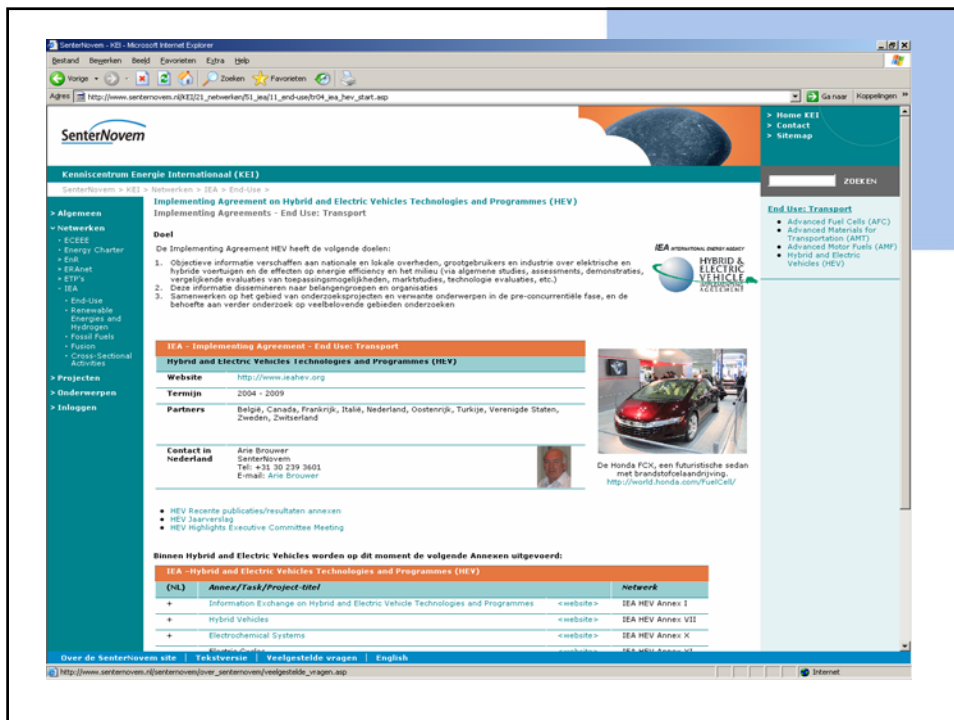 SenterNovem - KEI - Microsoft Internet Explorer
Bestand Bewerken Beeld Favorieten Extra Help
Vorige Zoeken Favorieten
Adres http://www.senternovem.nl/KEI/21_netwerken/51_iea/11_end-use/tr04_iea_hev_start.asp Ga naar Koppelingen »
SenterNovem
> Home KEI
> Contact
> Sitemap
Kenniscentrum Energie Internationaal (KEI)
SenterNovem > KEI > Netwerken > IEA > End-Use >
ZOEKEN
> Algemeen
Netwerken
ECEEE
Energy Charter
EnR
ERAnet
ETP's
IEA
End-Use
Renewable
Energies and
Hydrogen
Fossil Fuels
Fusion
Cross-Sectional
Activities
> Projecten
> Onderwerpen
> Inloggen
Implementing Agreement on Hybrid and Electric Vehicles Technologies and Programmes (HEV)
Implementing Agreements - End Use: Transport
Doel
De Implementing Agreement HEV heeft de volgende doelen:
1. Objectieve informatie verschaffen aan nationale en lokale overheden, grootgebruikers en industrie over elektrische en
hybride voertuigen en de effecten op energie efficiency en het milieu (via algemene studies, assessments, demonstraties,
vergelijkende evaluaties van toepassingsmogelijkheden, marktstudies, technologie evaluaties, etc.)
2. Deze informatie dissemineren naar belangengroepen en organisaties
3. Samenwerken op het gebied van onderzoeksprojecten en verwante onderwerpen in de pre-concurrentiële fase, en de
behoefte aan verder onderzoek op veelbelovende gebieden onderzoeken
IEA INTERNATIONAL ENERGY AGENCY
HYBRID &
ELECTRIC
VEHICLE
IMPLEMENTING
AGREEMENT
End Use: Transport
Advanced Fuel Cells (AFC)
Advanced Materials for
Transportation (AMT)
Advanced Motor Fuels (AMF)
Hybrid and Electric
Vehicles (HEV)
IEA - Implementing Agreement - End Use: Transport
Hybrid and Electric Vehicles Technologies and Programmes (HEV)
Website http://www.ieahev.org
Termijn 2004 - 2009
Partners België, Canada, Frankrijk, Italië, Nederland, Oostenrijk, Turkije, Verenigde Staten,
Zweden, Zwitserland
Contact in Arie Brouwer
Nederland SenterNovem
Tel: +31 30 239 3601
E-mail: Arie Brouwer
De Honda FCX, een futuristische sedan
met brandstofcelaandrijving.
http://world.honda.com/FuelCell/
HEV Recente publicaties/resultaten annexen
HEV Jaarverslag
HEV Highlights Executive Committee Meeting
Binnen Hybrid and Electric Vehicles worden op dit moment de volgende Annexen uitgevoerd:
IEA -Hybrid and Electric Vehicles Technologies and Programmes (HEV)
(NL) Annex/Task/Project-titel Netwerk
+ Information Exchange on Hybrid and Electric Vehicle Technologies and Programmes <website> IEA HEV Annex I
+ Hybrid Vehicles <website> IEA HEV Annex VII
+ Electrochemical Systems <website> IEA HEV Annex X
Electric Cycles <website> IEA HEV Annex XI
Over de SenterNovem site | Tekstversie | Veelgestelde vragen | English
http://www.senternovem.nl/senternovem/over_senternovem/veelgestelde_vragen.asp Internet